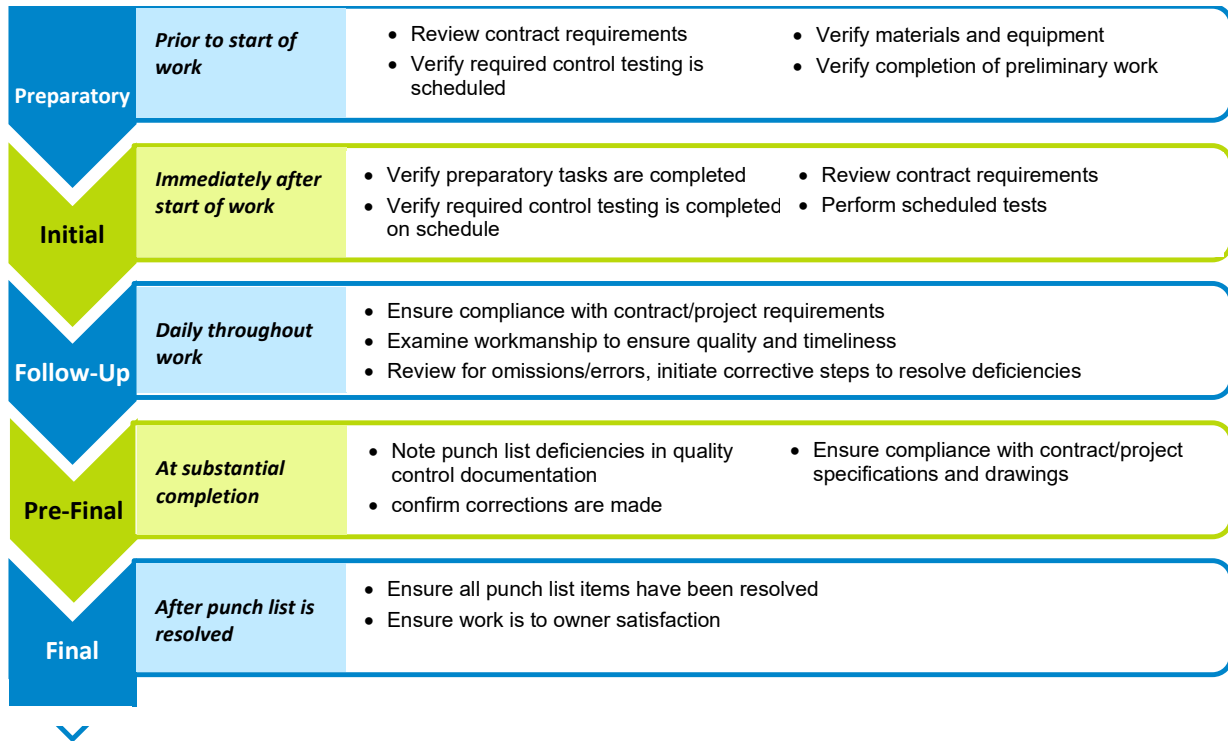 Preparatory
Prior to start of
work
• Review contract requirements
• Verify required control testing is
scheduled
• Verify materials and equipment
• Verify completion of preliminary work
Initial
Immediately after
start of work
• Verify preparatory tasks are completed
• Verify required control testing is completed
on schedule
• Review contract requirements
• Perform scheduled tests
Follow-Up
Daily throughout
work
• Ensure compliance with contract/project requirements
• Examine workmanship to ensure quality and timeliness
• Review for omissions/errors, initiate corrective steps to resolve deficiencies
Pre-Final
At substantial
completion
• Note punch list deficiencies in quality
control documentation
• confirm corrections are made
• Ensure compliance with contract/project
specifications and drawings
Final
After punch list is
resolved
• Ensure all punch list items have been resolved
• Ensure work is to owner satisfaction